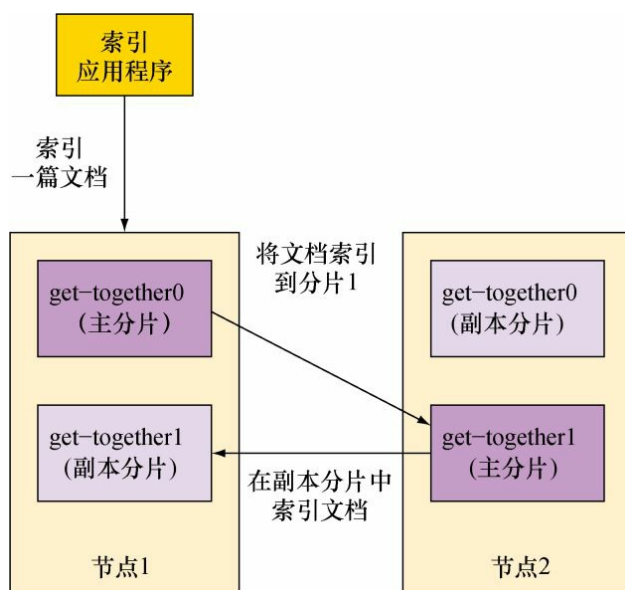 索引
应用程序
索引
一篇文档
将文档索引
到分片1
get-together0
(主分片)
get-together0
(副本分片)
get-together1
(副本分片)
get-together1
(主分片)
在副本分片中
索引文档
节点1
节点2